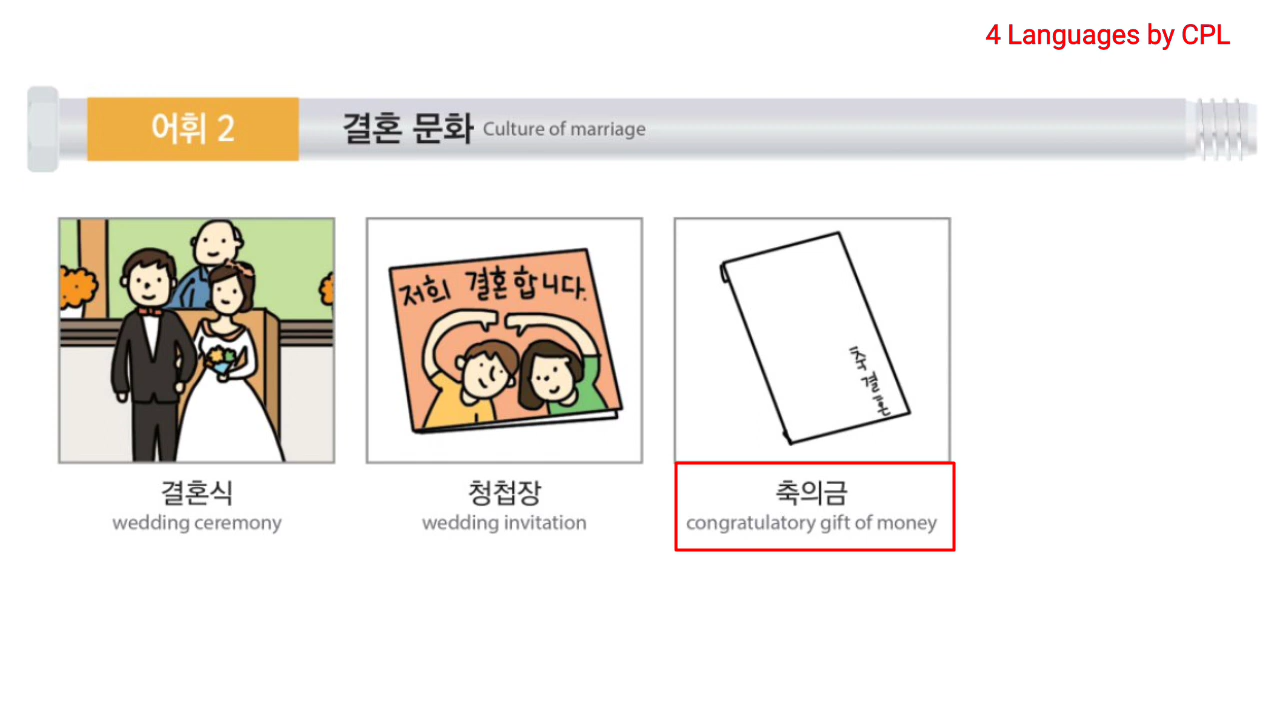 4 Languages by CPL
어휘 2
결혼 문화 Culture of marriage
저희 결혼합니다.
축결혼
결혼식
wedding ceremony
청첩장
wedding invitation
축의금
congratulatory gift of money